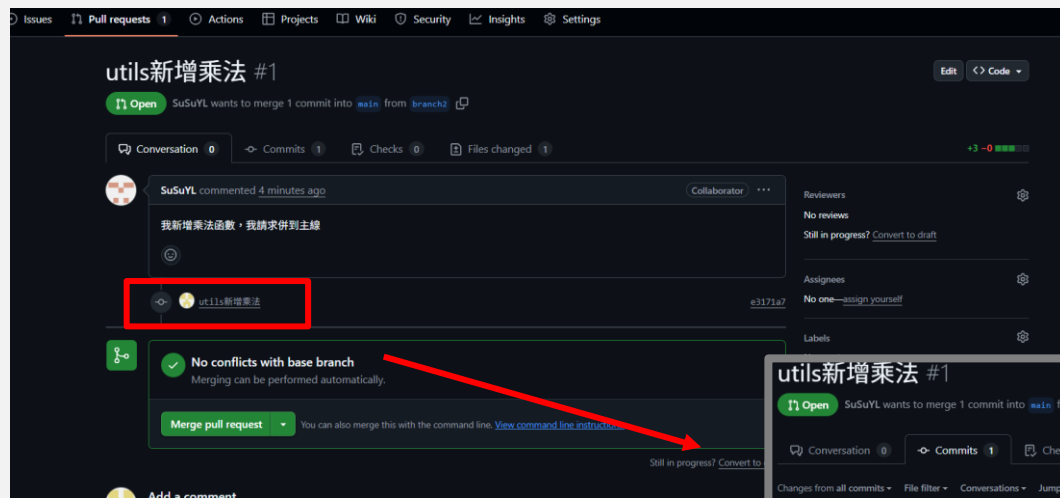 Issues Pull requests 1 Actions Projects Wiki Security Insights Settings
utils新增乘法 #1
Edit <> Code
Open SuSuYL wants to merge 1 commit into main from branch2
Conversation 0 Commits 1 Checks 0 Files changed 1 +3 −0
SuSuYL commented 4 minutes ago Collaborator ...
我新增乘法函數，我請求併到主線
utils新增乘法 e3171a7
No conflicts with base branch
Merging can be performed automatically.
Merge pull request You can also merge this with the command line. View command line
Still in progress? Convert to
Add a comment
Reviewers
No reviews
Still in progress? Convert to draft
Assignees
No one—assign yourself
Labels
utils新增乘法 #1
Open SuSuYL wants to merge 1 commit into main
Conversation 0 Commits 1
Changes from all commits File filter Conversations